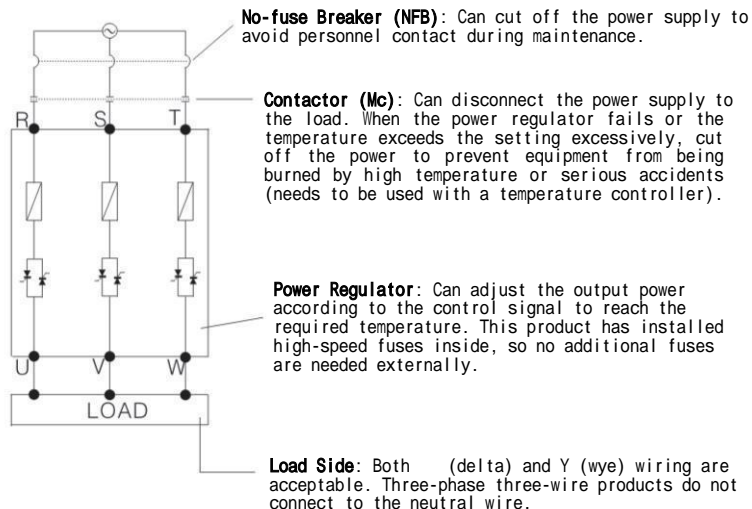 No-fuse Breaker (NFB): Can cut off the power supply to
avoid personnel contact during maintenance.
Contactor (Mc): Can disconnect the power supply to
the load. When the power regulator fails or the
temperature exceeds the setting excessively, cut
off the power to prevent equipment from being
burned by high temperature or serious accidents
(needs to be used with a temperature controller).
R S T
Power Regulator: Can adjust the output power
according to the control signal to reach the
required temperature. This product has installed
high-speed fuses inside, so no additional fuses
are needed externally.
U V W
LOAD
Load Side: Both (delta) and Y (wye) wiring are
acceptable. Three-phase three-wire products do not
connect to the neutral wire.